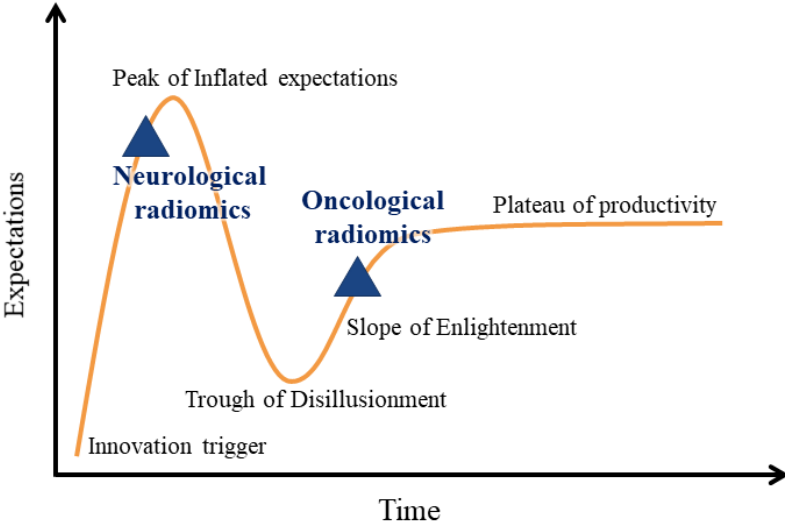 Peak of Inflated expectations
Neurological
radiomics
Oncological
radiomics
Plateau of productivity
Slope of Enlightenment
Trough of Disillusionment
Innovation trigger
Expectations
Time